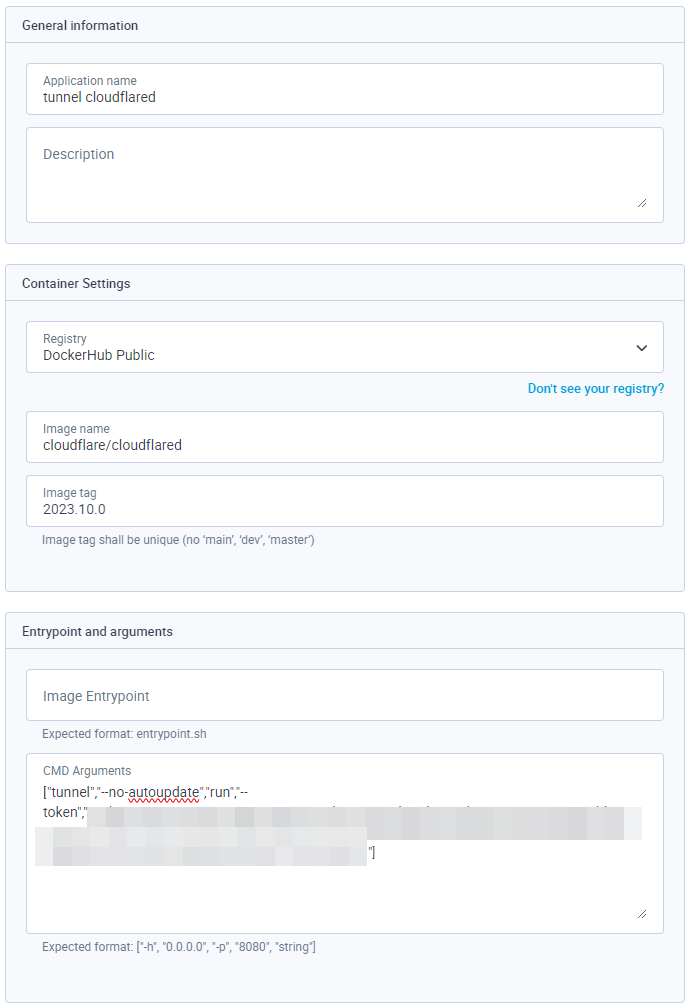 General information
Application name
tunnel cloudflared
Description
Container Settings
Registry
DockerHub Public
Don't see your registry?
Image name
cloudflare/cloudflared
Image tag
2023.10.0
Image tag shall be unique (no ‘main’, ‘dev’, ‘master’)
Entrypoint and arguments
Image Entrypoint
Expected format: entrypoint.sh
CMD Arguments
["tunnel","--no-autoupdate","run","--
token","
"]
Expected format: ["-h", "0.0.0.0", "-p", "8080", "string"]